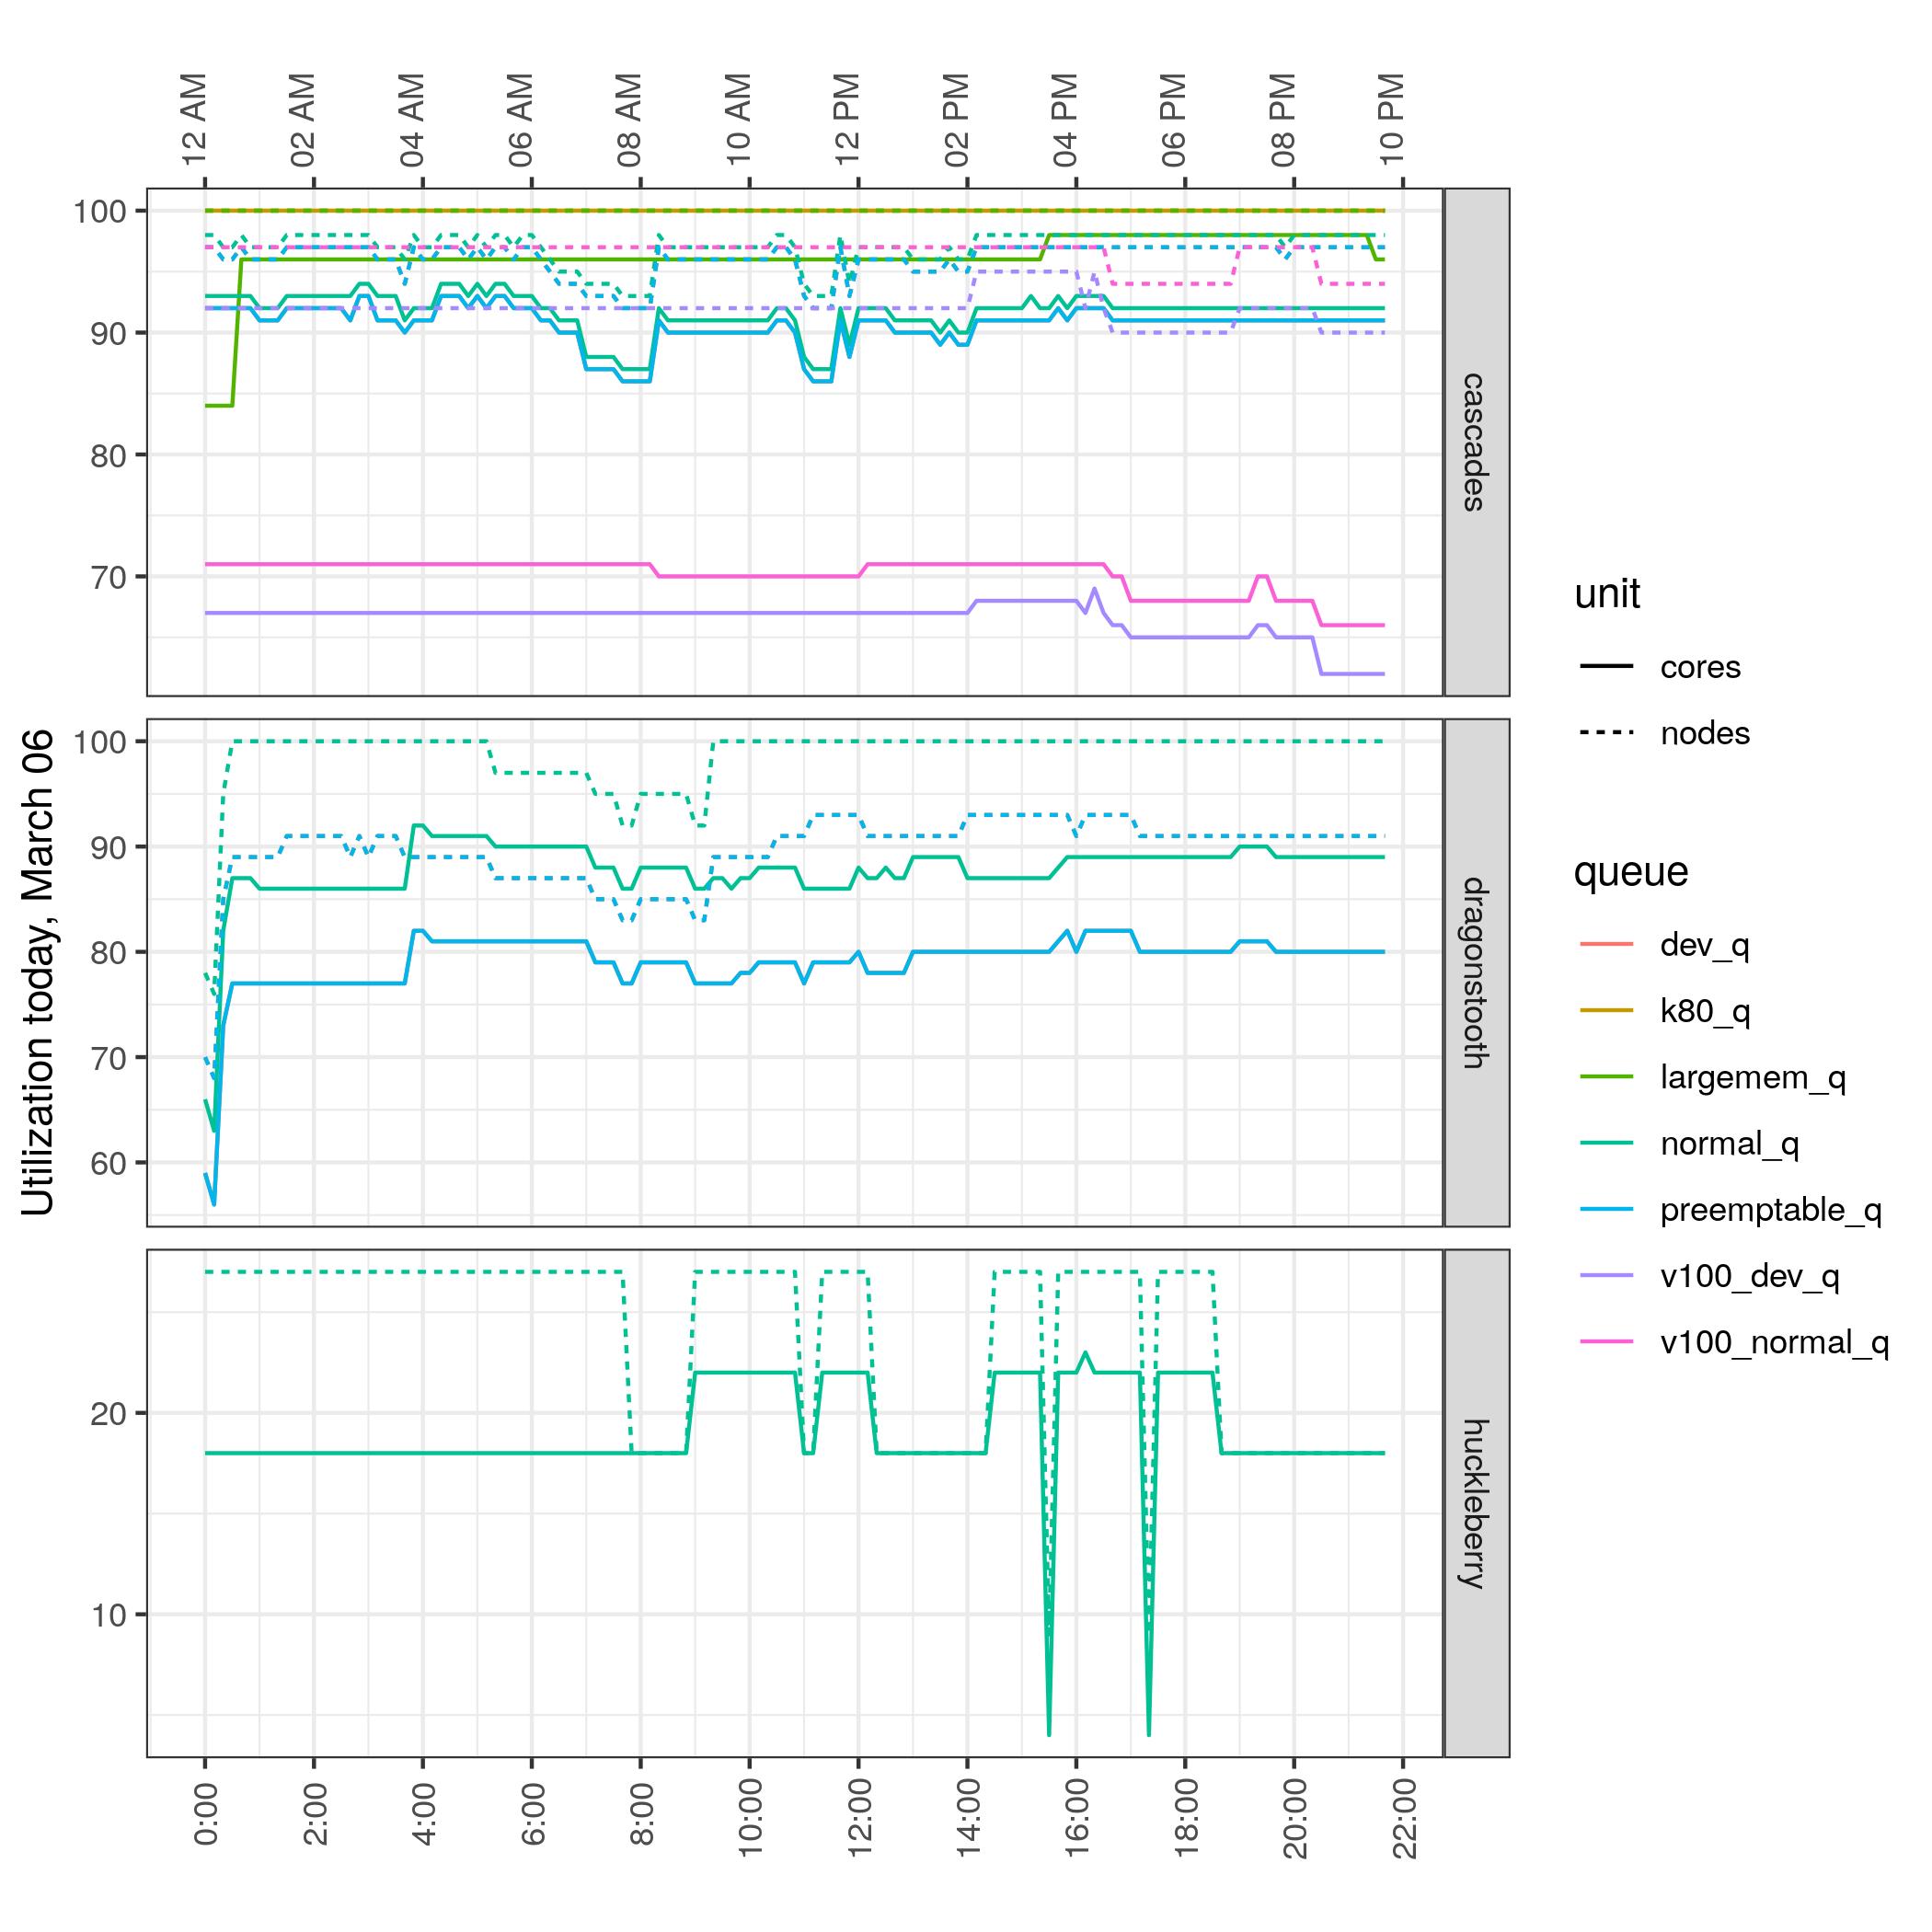 12 AM
02 AM
04 AM
06 AM
08 AM
10 AM
12 PM
02 PM
04 PM
06 PM
08 PM
10 PM
Utilization today, March 06
100
90
80
70
cascades
100
90
80
70
60
dragonstooth
20
10
huckleberry
0:00
2:00
4:00
6:00
8:00
10:00
12:00
14:00
16:00
18:00
20:00
22:00
unit
cores
nodes
queue
dev_q
k80_q
largemem_q
normal_q
preemptable_q
v100_dev_q
v100_normal_q